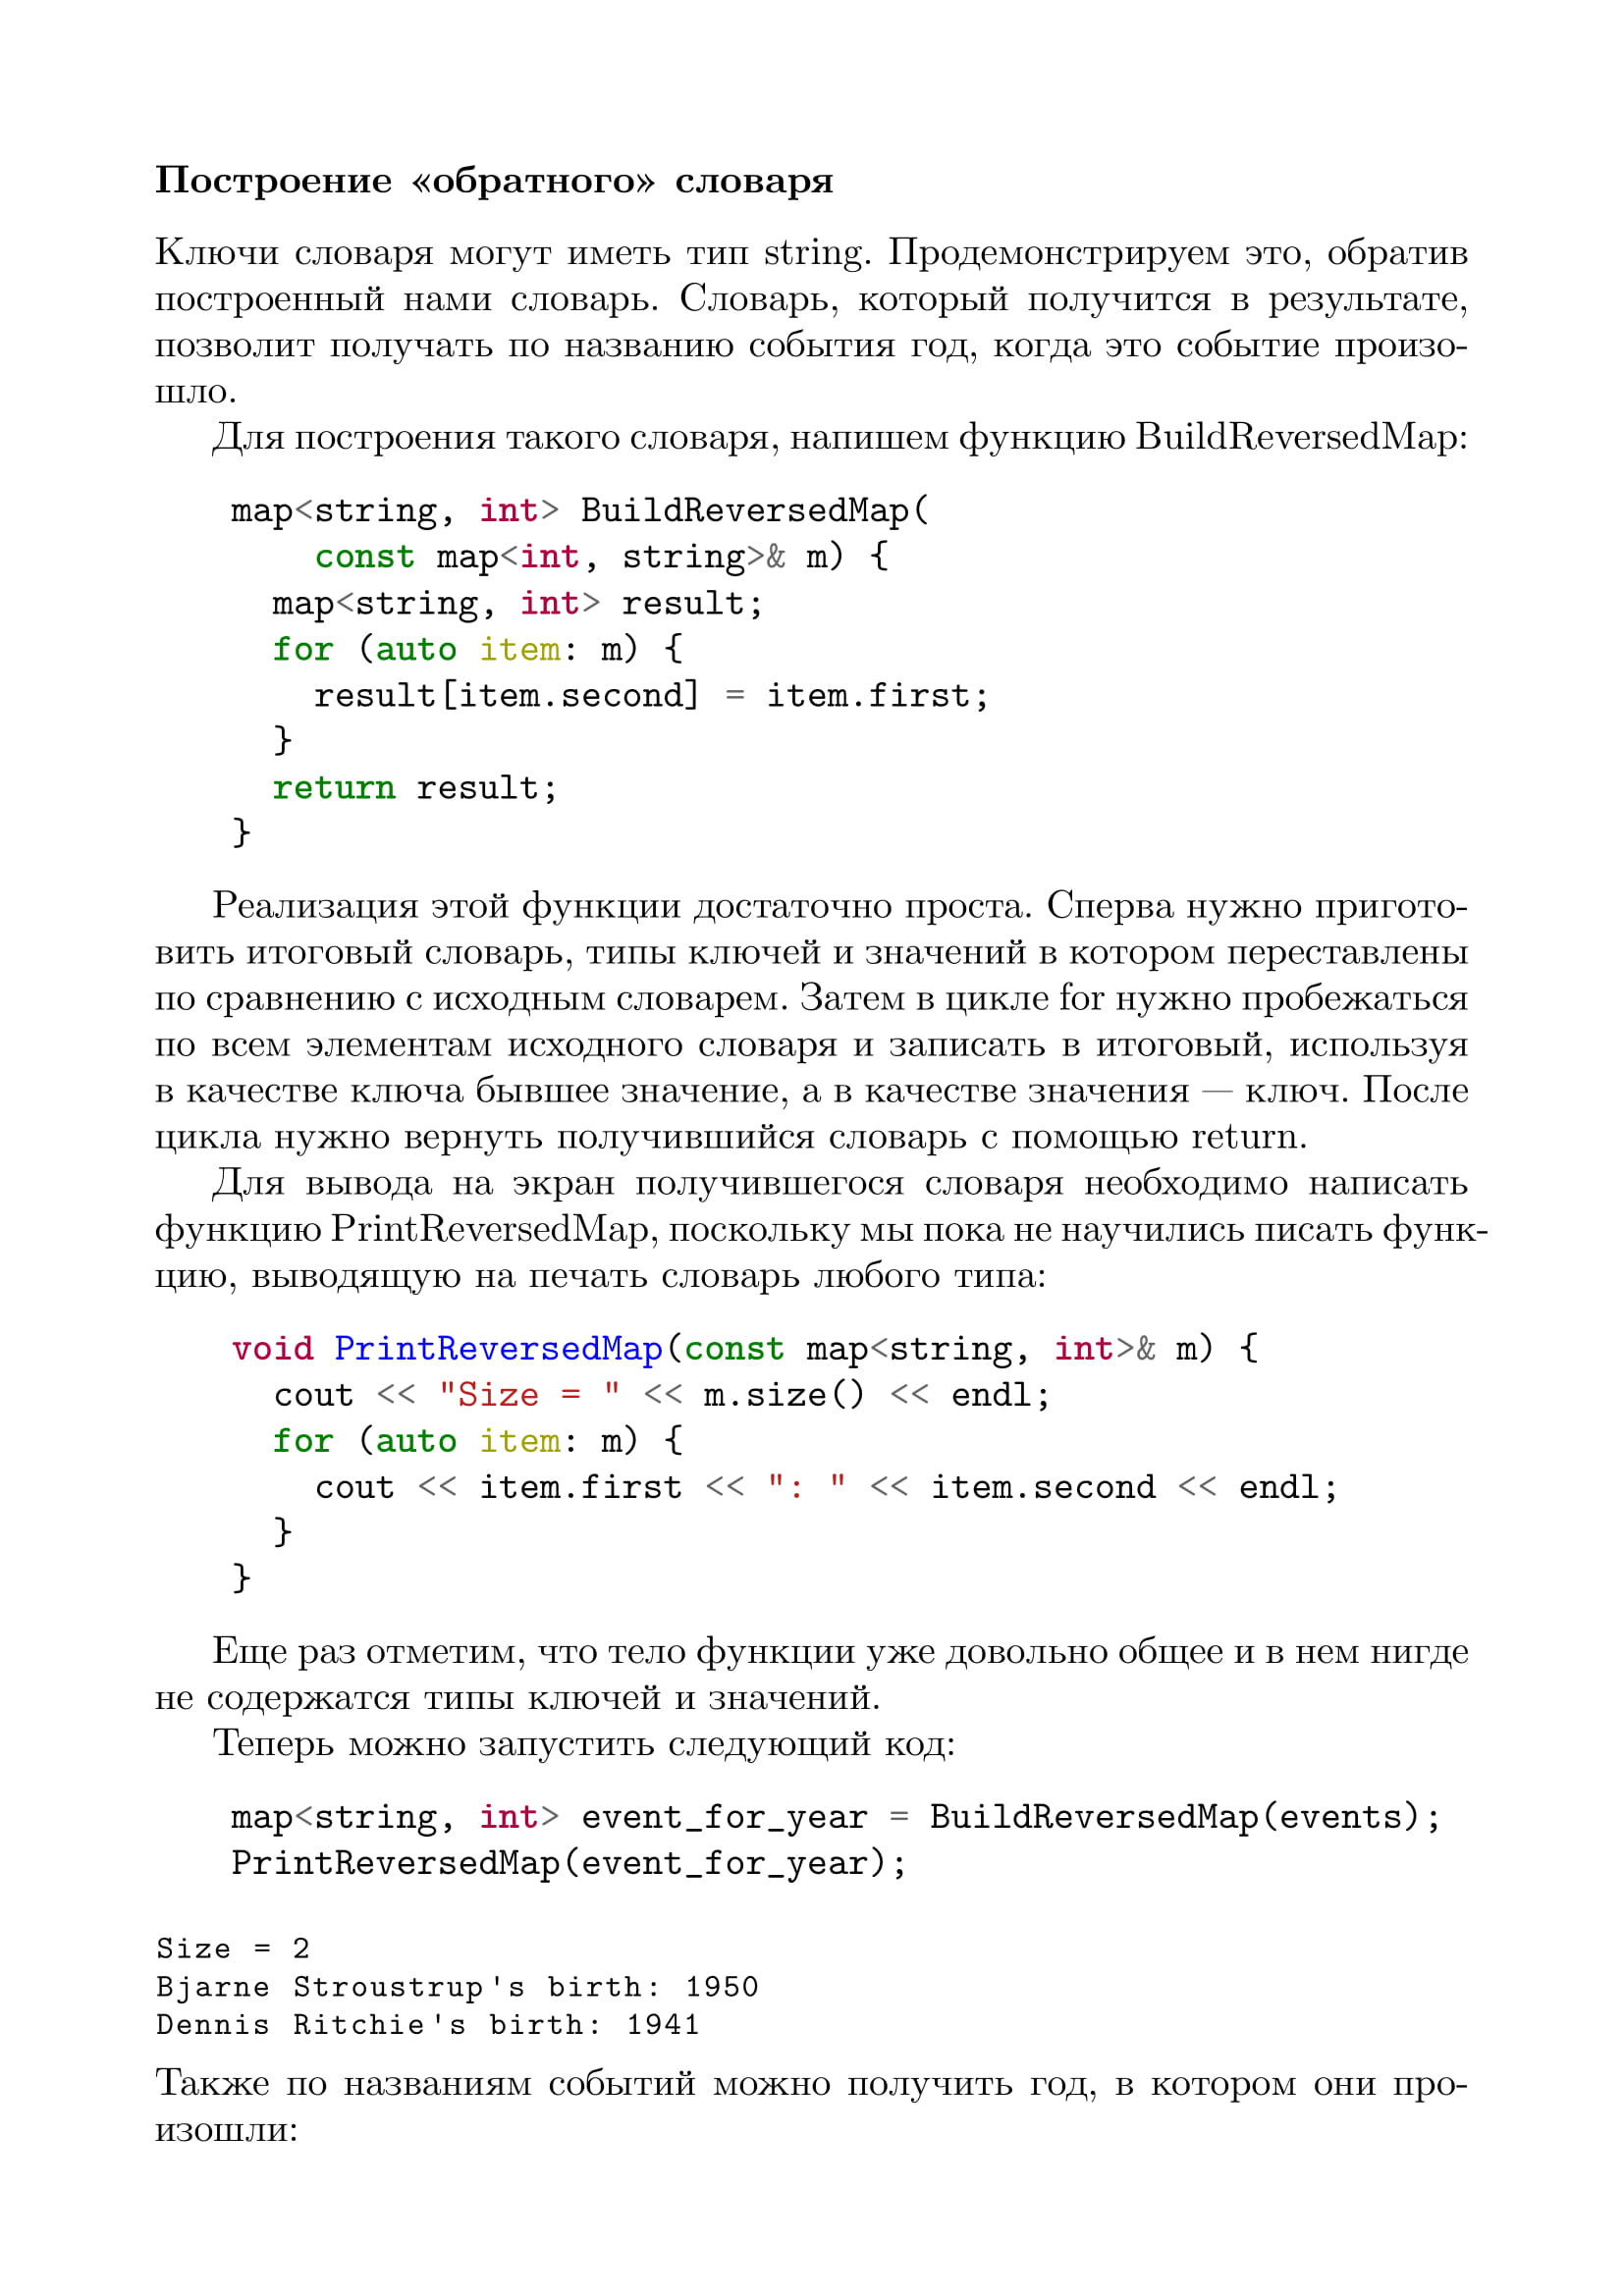 Построение «обратного» словаря
Ключи словаря могут иметь тип string. Продемонстрируем это, обратив
построенный нами словарь. Словарь, который получится в результате,
позволит получать по названию события год, когда это событие произо-
шло.
Для построения такого словаря, напишем функцию BuildReversedMap:
map<string, int> BuildReversedMap(
    const map<int, string>& m) {
  map<string, int> result;
  for (auto item: m) {
    result[item.second] = item.first;
  }
  return result;
}
Реализация этой функции достаточно проста. Сперва нужно пригото-
вить итоговый словарь, типы ключей и значений в котором переставлены
по сравнению с исходным словарем. Затем в цикле for нужно пробежаться
по всем элементам исходного словаря и записать в итоговый, используя
в качестве ключа бывшее значение, а в качестве значения — ключ. После
цикла нужно вернуть получившийся словарь с помощью return.
Для вывода на экран получившегося словаря необходимо написать
функцию PrintReversedMap, поскольку мы пока не научились писать функ-
цию, выводящую на печать словарь любого типа:
void PrintReversedMap(const map<string, int>& m) {
  cout << "Size = " << m.size() << endl;
  for (auto item: m) {
    cout << item.first << ": " << item.second << endl;
  }
}
Еще раз отметим, что тело функции уже довольно общее и в нем нигде
не содержатся типы ключей и значений.
Теперь можно запустить следующий код:
map<string, int> event_for_year = BuildReversedMap(events);
PrintReversedMap(event_for_year);
Size = 2
Bjarne Stroustrup's birth: 1950
Dennis Ritchie's birth: 1941
Также по названиям событий можно получить год, в котором они про-
изошли: